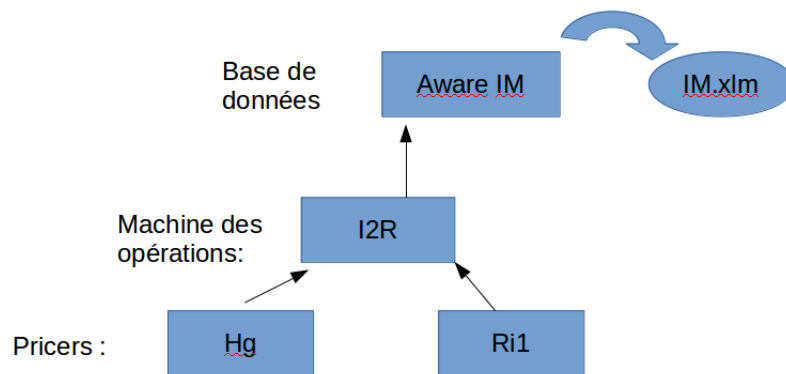 Base de
données
Aware IM
IM.xlm
Machine des
opérations:
I2R
Pricers :
Hg
Ri1